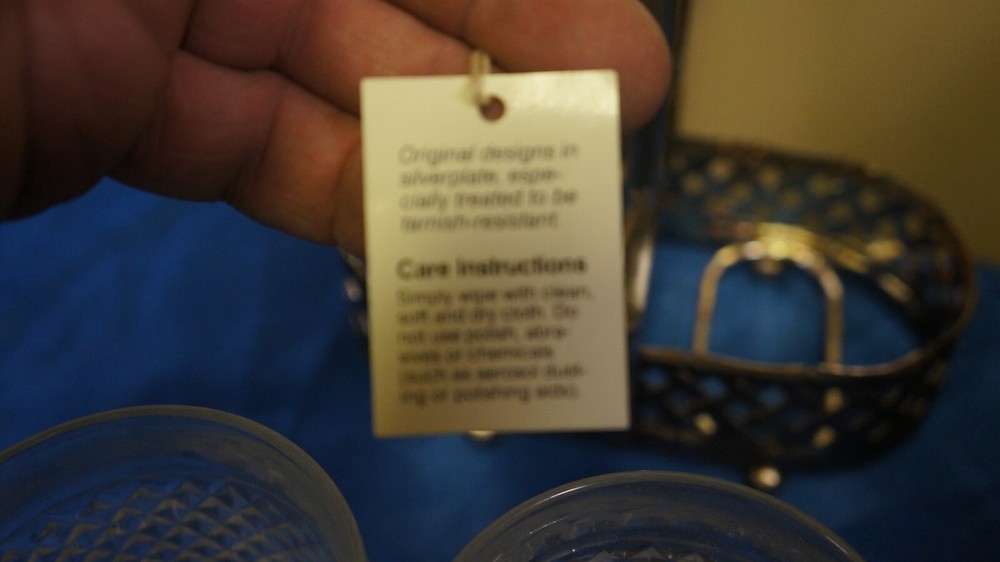 Original designs in
silverplate, espe-
cially treated to be
tarnish-resistant.
Care Instructions
Simply wipe with clean,
soft and dry cloth. Do
not use polish, abra-
sives or chemicals
(such as aerosol dust-
ing or polishing aids).